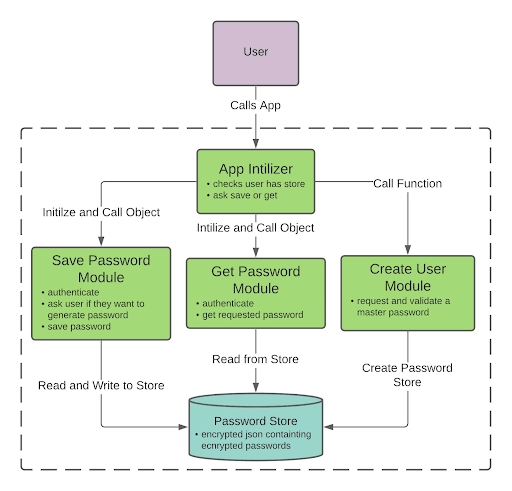 User
Calls App
App Intilizer
• checks user has store
• ask save or get
Call Function
Initilze and Call Object
Intilize and Call Object
Save Password
Module
• authenticate
• ask user if they want to
generate password
• save password
Get Password
Module
• authenticate
• get requested password
Create User
Module
• request and validate a
master password
Read and Write to Store
Read from Store
Create Password
Store
Password Store
• encrypted json containting
ecnrypted passwords